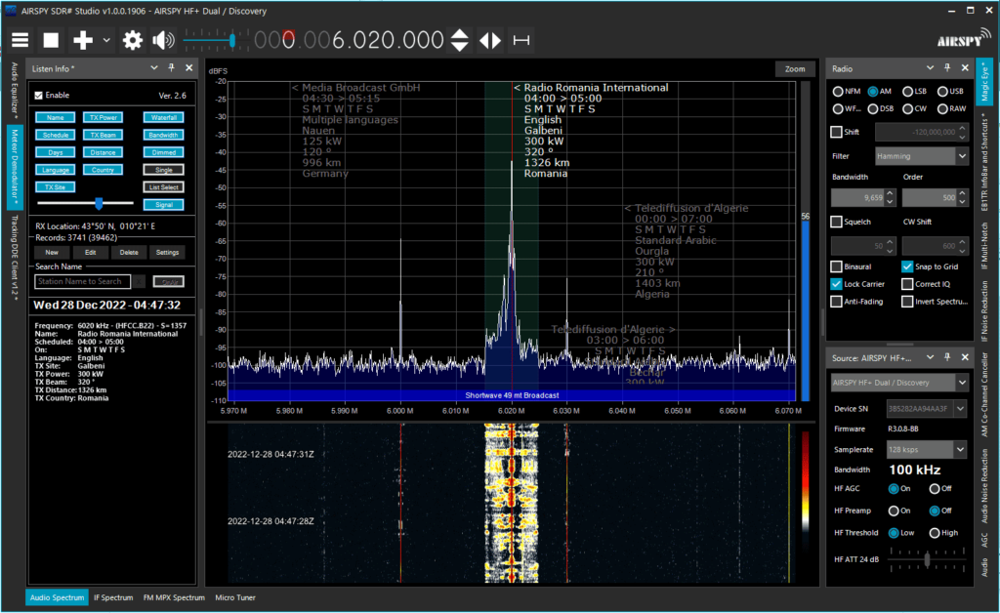 AIRSPY SDR# Studio v1.0.0.1906 - AIRSPY HF+ Dual / Discovery
000.006.020.000
AIRSPY
Audio Equalizer *
Meteor Demodulator *
Tracking DDE Client v1.2 *
Listen Info *
Enable
Ver. 2.6
Name
TX Power
Waterfall
Schedule
TX Beam
Bandwidth
Days
Distance
Dimmed
Language
Country
Single
TX Site
List Select
Signal
RX Location: 43°50' N, 010°21' E
Records: 3741 (39462)
New
Edit
Delete
Settings
Search Name
Station Name to Search
Wed 28 Dec 2022 - 04:47:32
Frequency: 6020 kHz - (HFCC.B22) - S=1357
Name: Radio Romania International
Scheduled: 04:00 > 05:00
On: S M T W T F S
Language: English
TX Site: Galbeni
TX Power: 300 kW
TX Beam: 320 °
TX Distance: 1326 km
TX Country: Romania
dBFS
Zoom
-20
-25
-30
-35
-40
-45
-50
-55
-60
-65
-70
-75
-80
-85
-90
-95
-100
-105
-110
< Media Broadcast GmbH
04:30 > 05:15
S M T W T F S
Multiple languages
Nauen
125 kW
120 °
996 km
Germany
< Radio Romania International
04:00 > 05:00
S M T W T F S
English
Galbeni
300 kW
320 °
1326 km
Romania
< Telediffusion d'Algerie
00:00 > 07:00
S M T W T F S
Standard Arabic
Ourgla
300 kW
210 °
1403 km
Algeria
Telediffusion d'Algerie >
03:00 > 06:00
S M T W T F S
Bechar
300 kW
56
Shortwave 49 mt Broadcast
5.970 M
5.980 M
5.990 M
6.000 M
6.010 M
6.020 M
6.030 M
6.040 M
6.050 M
6.060 M
6.070 M
2022-12-28 04:47:31Z
2022-12-28 04:47:28Z
Radio
NFM
AM
LSB
USB
WF...
DSB
CW
RAW
Shift
-120,000,000
Filter
Hamming
Bandwidth
Order
9,659
500
Squelch
CW Shift
50
600
Binaural
Snap to Grid
Lock Carrier
Correct IQ
Anti-Fading
Invert Spectru...
Source: AIRSPY HF+...
AIRSPY HF+ Dual / Discovery
Device SN
3B5282AA94AA3F
Firmware
R3.0.8-BB
Samplerate
128 ksps
Bandwidth
100 kHz
HF AGC
On
Off
HF Preamp
On
Off
HF Threshold
Low
High
HF ATT 24 dB
Magic Eye *
EB1TR InfoBar and Shortcuts *
IF Multi-Notch
IF Noise Reduction
AM Co-Channel Canceller
Audio Noise Reduction
AGC
Audio
Audio Spectrum
IF Spectrum
FM MPX Spectrum
Micro Tuner